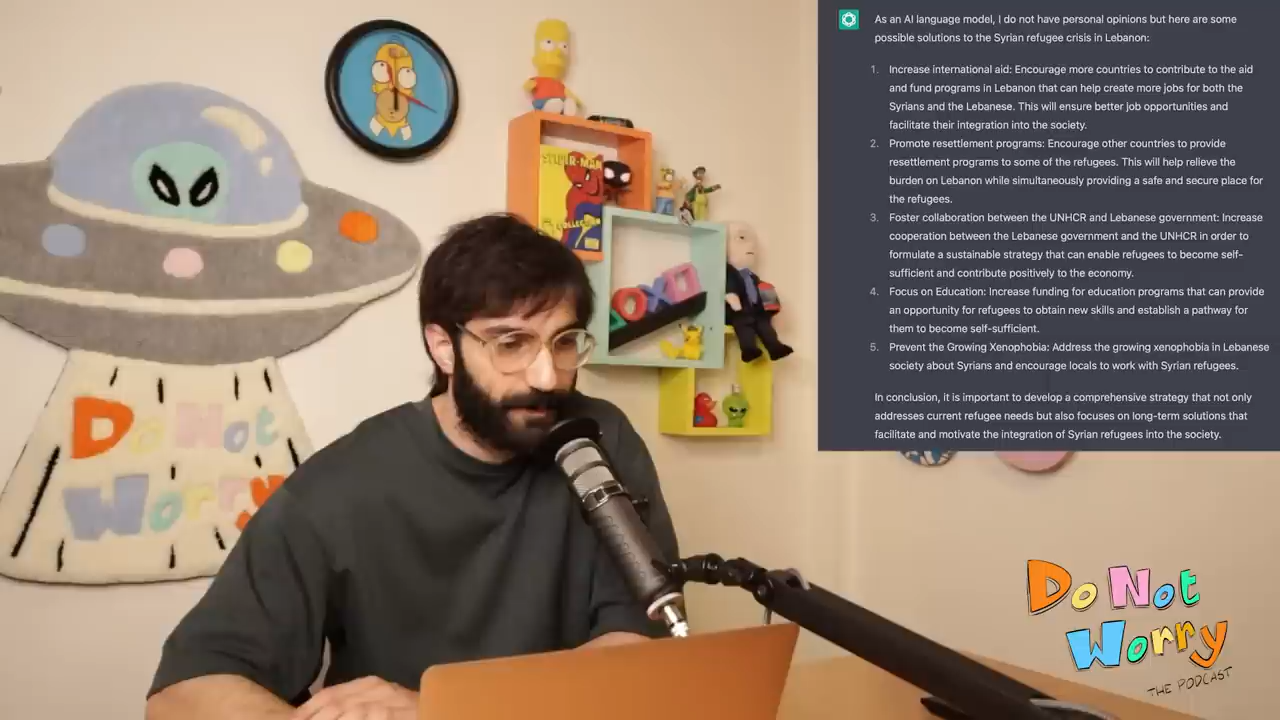 As an AI language model, I do not have personal opinions but here are some
possible solutions to the Syrian refugee crisis in Lebanon:
1. Increase international aid: Encourage more countries to contribute to the aid
and fund programs in Lebanon that can help create more jobs for both the
Syrians and the Lebanese. This will ensure better job opportunities and
facilitate their integration into the society.
2. Promote resettlement programs: Encourage other countries to provide
resettlement programs to some of the refugees. This will help relieve the
burden on Lebanon while simultaneously providing a safe and secure place for
the refugees.
3. Foster collaboration between the UNHCR and Lebanese government: Increase
cooperation between the Lebanese government and the UNHCR in order to
formulate a sustainable strategy that can enable refugees to become self-
sufficient and contribute positively to the economy.
4. Focus on Education: Increase funding for education programs that can provide
an opportunity for refugees to obtain new skills and establish a pathway for
them to become self-sufficient.
5. Prevent the Growing Xenophobia: Address the growing xenophobia in Lebanese
society about Syrians and encourage locals to work with Syrian refugees.
In conclusion, it is important to develop a comprehensive strategy that not only
addresses current refugee needs but also focuses on long-term solutions that
facilitate and motivate the integration of Syrian refugees into the society.
SPIDER-MAN
Do Not
Worry
Do Not
Worry
THE PODCAST